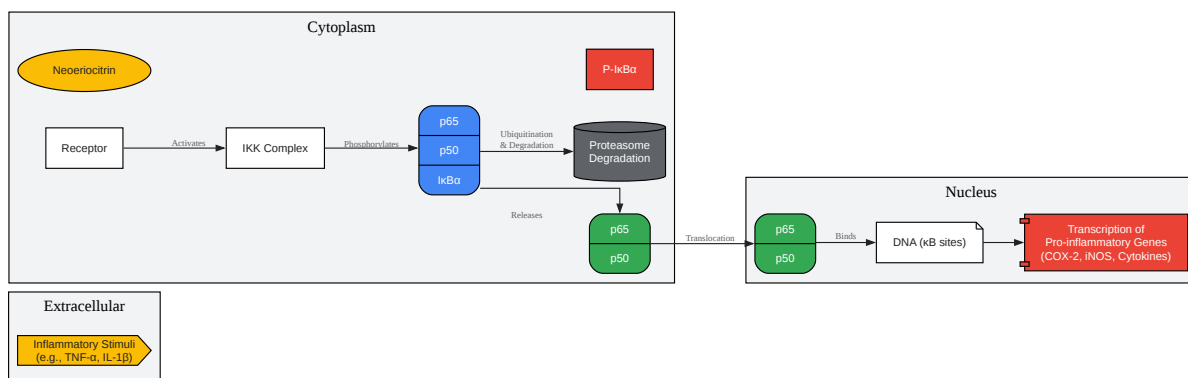 Cytoplasm
Neoeriocitrin
P-IκBα
Receptor
Activates
IKK Complex
Phosphorylates
p65
p50
IκBα
Ubiquitination
& Degradation
Proteasome
Degradation
Releases
p65
p50
Translocation
Nucleus
p65
p50
Binds
DNA (κB sites)
Transcription of
Pro-inflammatory Genes
(COX-2, iNOS, Cytokines)
Extracellular
Inflammatory Stimuli
(e.g., TNF-α, IL-1β)